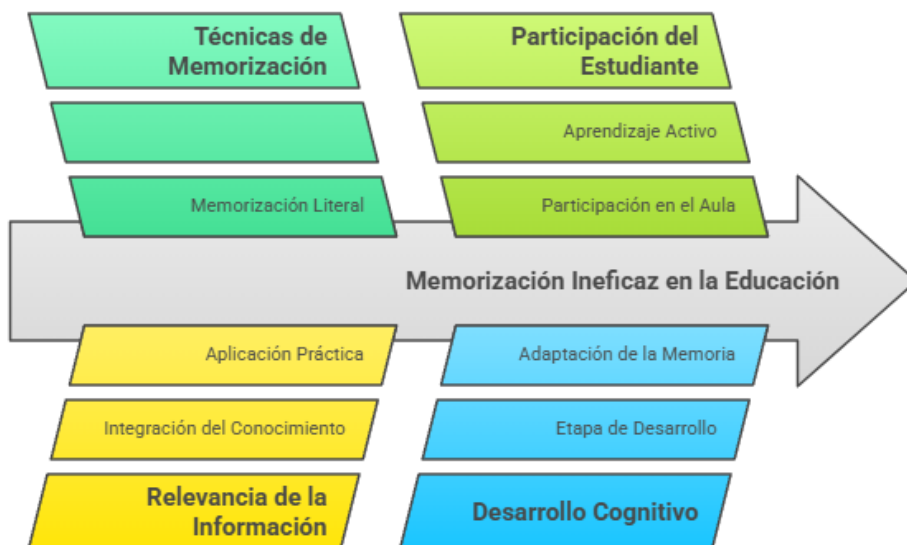 Técnicas de
Memorización
Participación del
Estudiante
Aprendizaje Activo
Memorización Literal
Participación en el Aula
Memorización Ineficaz en la Educación
Aplicación Práctica
Adaptación de la Memoria
Integración del Conocimiento
Etapa de Desarrollo
Relevancia de la
Información
Desarrollo Cognitivo